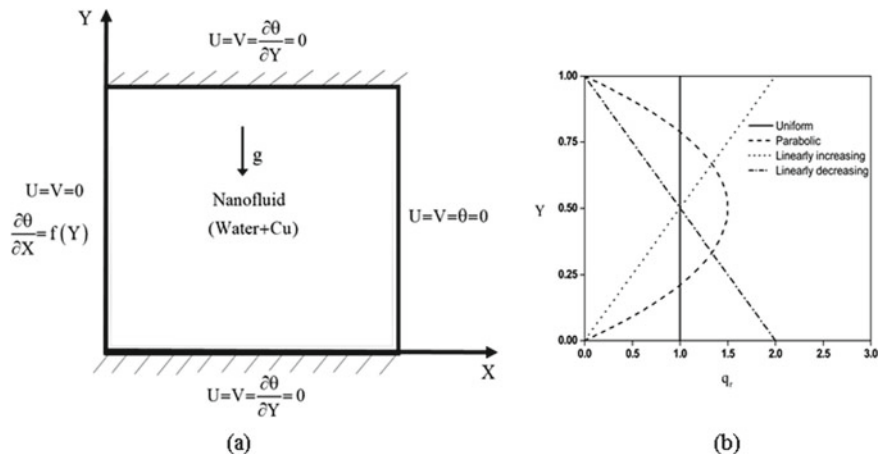 Y
U=V=∂θ/∂Y=0
g
Nanofluid
(Water+Cu)
U=V=0
∂θ/∂X=f(Y)
U=V=θ=0
X
U=V=∂θ/∂Y=0
(a)
1.00
0.75
Y 0.50
0.25
0.00
0.0 0.5 1.0 1.5 2.0 2.5 3.0
qᵣ
Uniform
Parabolic
Linearly increasing
Linearly decreasing
(b)